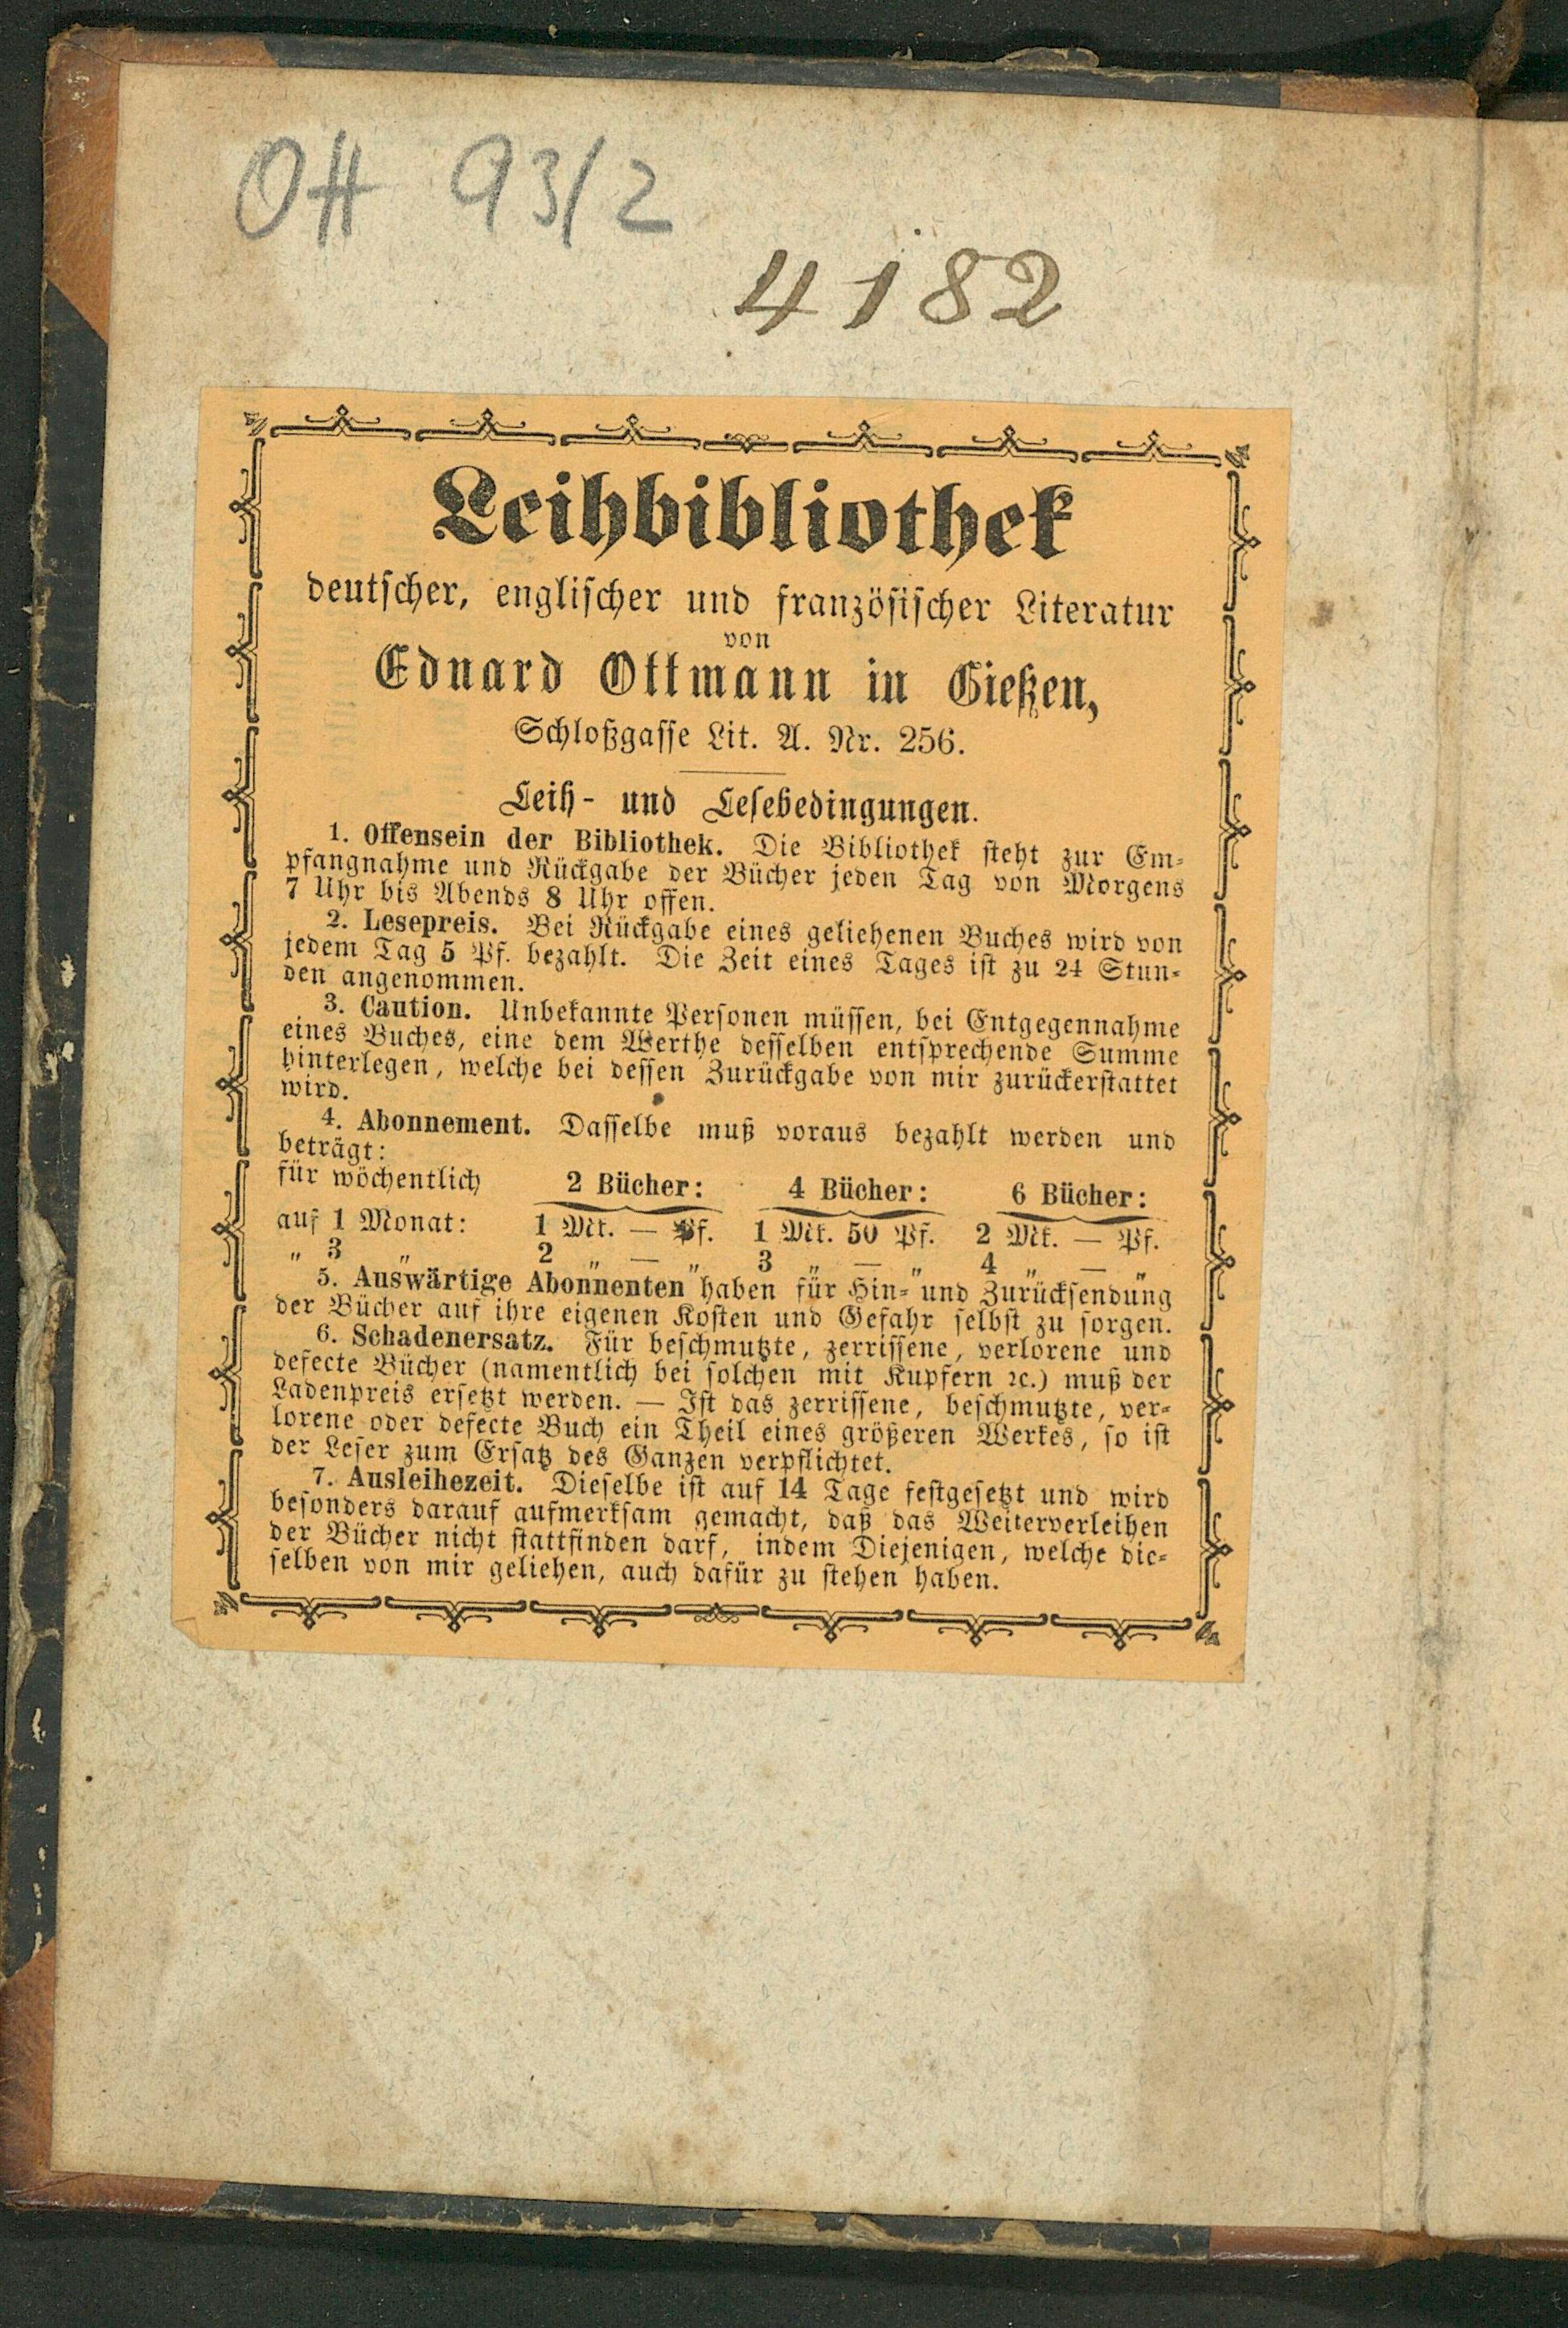 Ott 93/2
4182
Leihbibliothek
deutscher, englischer und französischer Literatur
von
Eduard Ottmann in Gießen,
Schloßgasse Lit. A. Nr. 256.
Leih- und Lesebedingungen.
1. Offensein der Bibliothek. Die Bibliothek steht zur Em-
pfangnahme und Rückgabe der Bücher jeden Tag von Morgens
7 Uhr bis Abends 8 Uhr offen.
2. Lesepreis. Bei Rückgabe eines geliehenen Buches wird von
jedem Tag 5 Pf. bezahlt. Die Zeit eines Tages ist zu 24 Stun-
den angenommen.
3. Caution. Unbekannte Personen müssen, bei Entgegennahme
eines Buches, eine dem Werthe desselben entsprechende Summe
hinterlegen, welche bei dessen Zurückgabe von mir zurückerstattet
wird.
4. Abonnement. Dasselbe muß voraus bezahlt werden und
beträgt:
für wöchentlich 2 Bücher: 4 Bücher: 6 Bücher:
auf 1 Monat: 1 Mk. — Pf. 1 Mk. 50 Pf. 2 Mk. — Pf.
" 3 " 2 " — " 3 " — " 4 " — "
5. Auswärtige Abonnenten haben für Hin- und Zurücksendung
der Bücher auf ihre eigenen Kosten und Gefahr selbst zu sorgen.
6. Schadenersatz. Für beschmutzte, zerrissene, verlorene und
defecte Bücher (namentlich bei solchen mit Kupfern ꝛc.) muß der
Ladenpreis ersetzt werden. — Ist das zerrissene, beschmutzte, ver-
lorene oder defecte Buch ein Theil eines größeren Werkes, so ist
der Leser zum Ersatz des Ganzen verpflichtet.
7. Ausleihezeit. Dieselbe ist auf 14 Tage festgesetzt und wird
besonders darauf aufmerksam gemacht, daß das Weiterverleihen
der Bücher nicht stattfinden darf, indem Diejenigen, welche die-
selben von mir geliehen, auch dafür zu stehen haben.